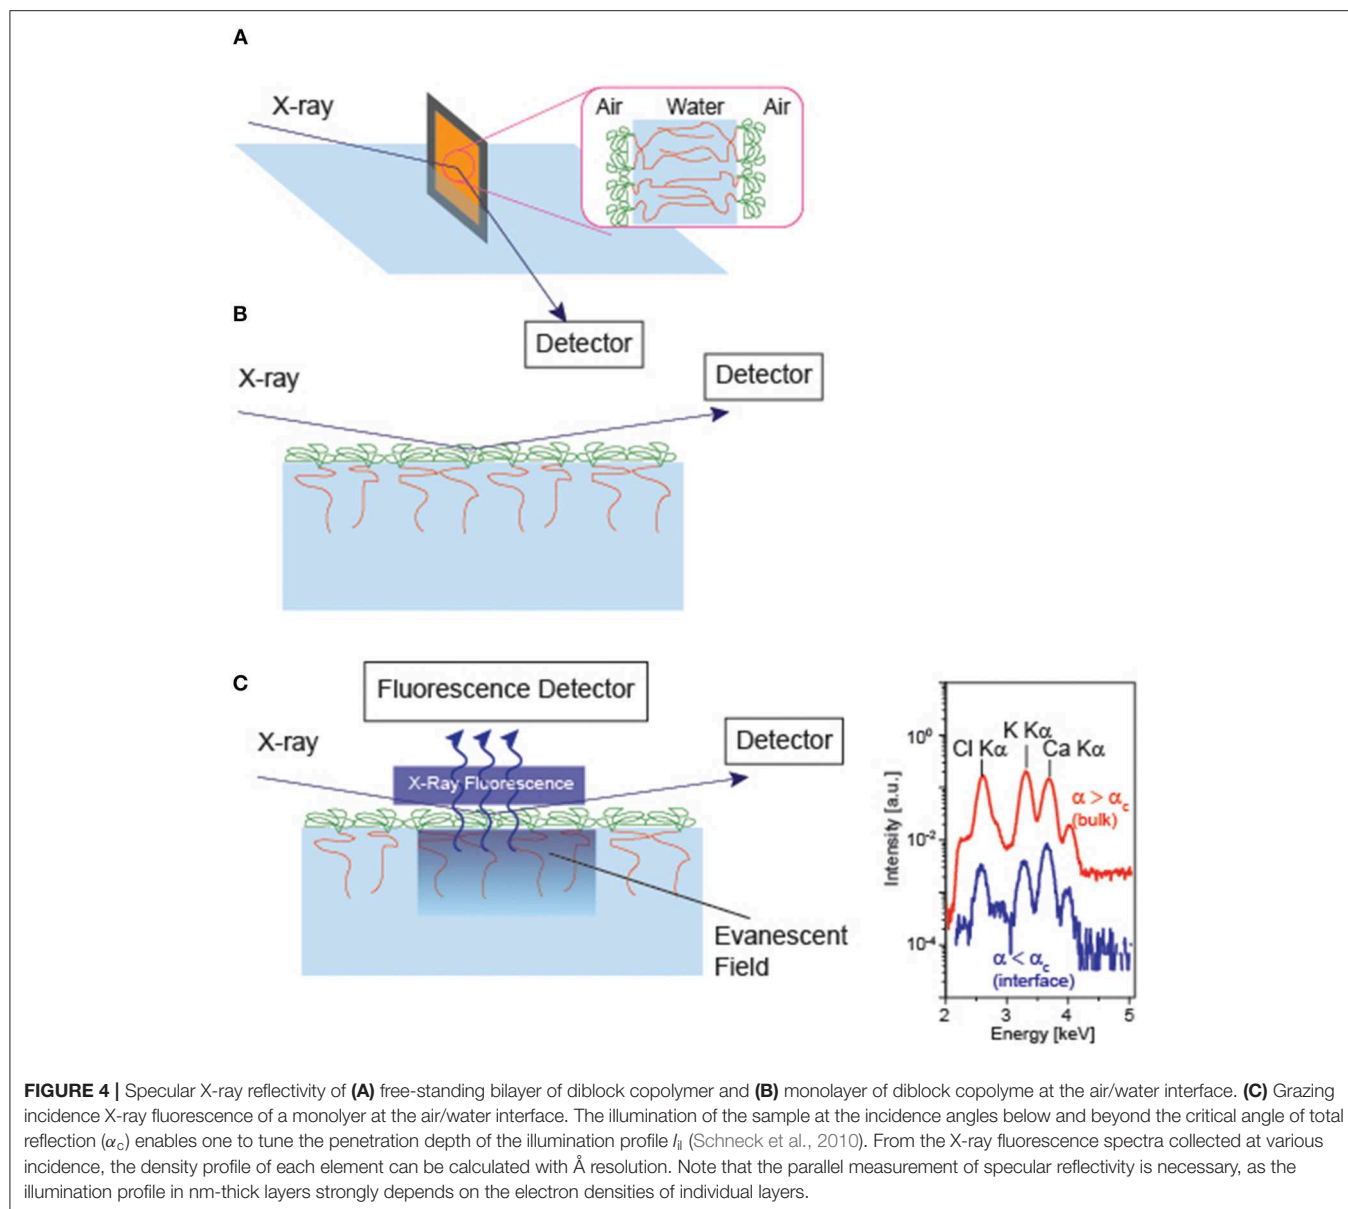 A
X-ray
Air Water Air
Detector
B
X-ray
Detector
C
Fluorescence Detector
X-ray
Detector
X-Ray Fluorescence
Evanescent
Field
Intensity [a.u.]
10⁰
10⁻²
10⁻⁴
Cl Kα
K Kα
Ca Kα
α > αc
(bulk)
α < αc
(interface)
2 3 4 5
Energy [keV]
FIGURE 4 | Specular X-ray reflectivity of (A) free-standing bilayer of diblock copolymer and (B) monolayer of diblock copolyme at the air/water interface. (C) Grazing
incidence X-ray fluorescence of a monolyer at the air/water interface. The illumination of the sample at the incidence angles below and beyond the critical angle of total
reflection (αc) enables one to tune the penetration depth of the illumination profile Iil (Schneck et al., 2010). From the X-ray fluorescence spectra collected at various
incidence, the density profile of each element can be calculated with Å resolution. Note that the parallel measurement of specular reflectivity is necessary, as the
illumination profile in nm-thick layers strongly depends on the electron densities of individual layers.